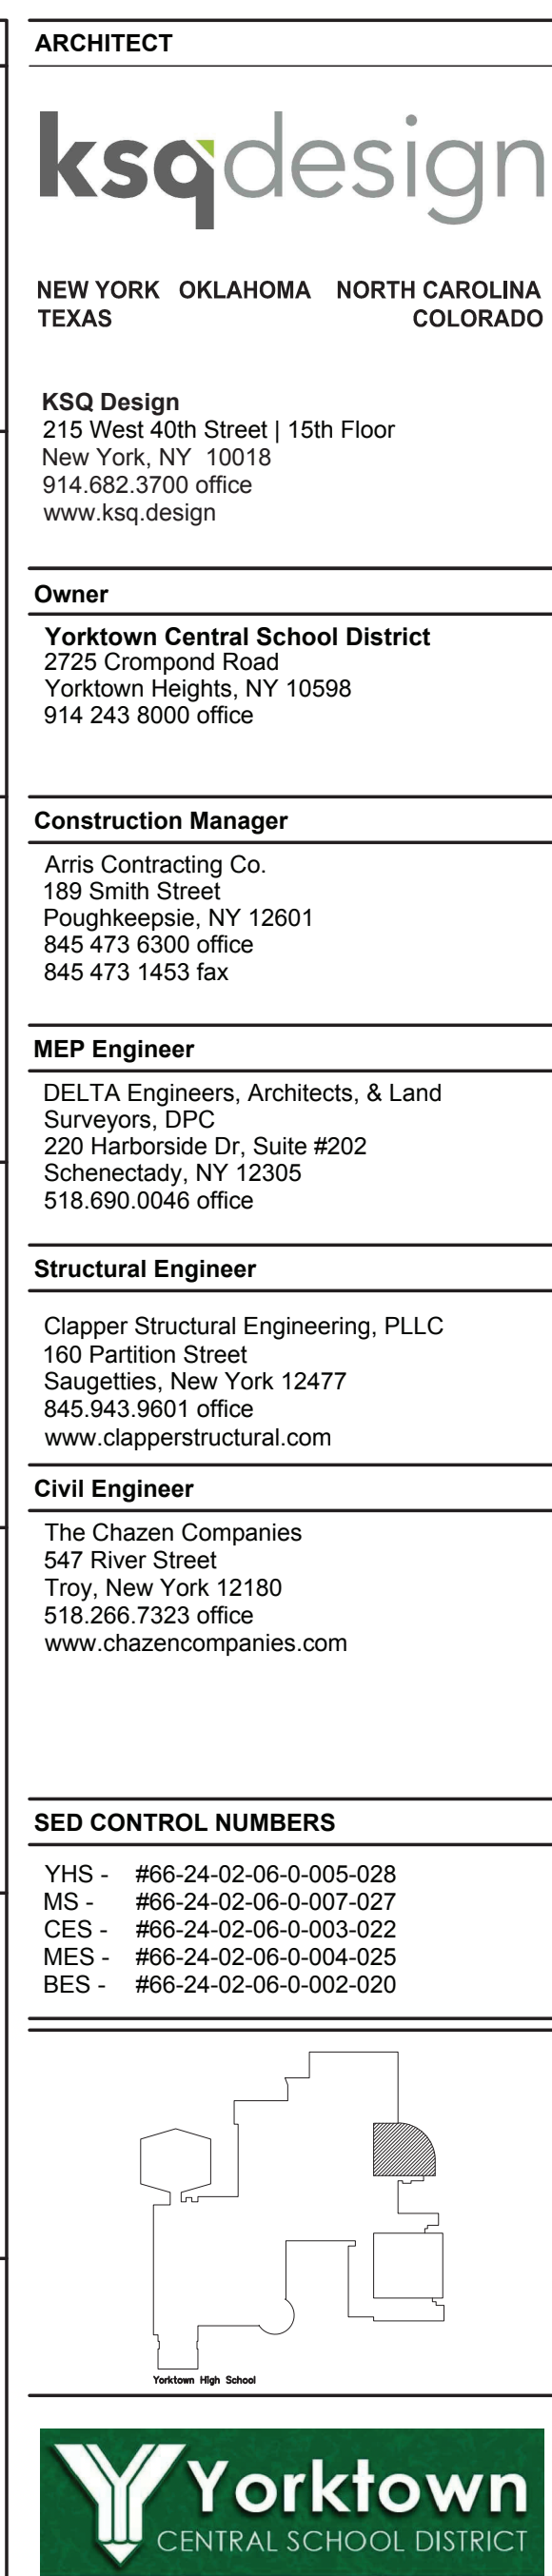 ARCHITECT
ksqdesign
NEW YORK OKLAHOMA NORTH CAROLINA
TEXAS COLORADO
KSQ Design
215 West 40th Street | 15th Floor
New York, NY 10018
914.682.3700 office
www.ksq.design
Owner
Yorktown Central School District
2725 Crompond Road
Yorktown Heights, NY 10598
914 243 8000 office
Construction Manager
Arris Contracting Co.
189 Smith Street
Poughkeepsie, NY 12601
845 473 6300 office
845 473 1453 fax
MEP Engineer
DELTA Engineers, Architects, & Land
Surveyors, DPC
220 Harborside Dr, Suite #202
Schenectady, NY 12305
518.690.0046 office
Structural Engineer
Clapper Structural Engineering, PLLC
160 Partition Street
Saugetties, New York 12477
845.943.9601 office
www.clapperstructural.com
Civil Engineer
The Chazen Companies
547 River Street
Troy, New York 12180
518.266.7323 office
www.chazencompanies.com
SED CONTROL NUMBERS
YHS - #66-24-02-06-0-005-028
MS - #66-24-02-06-0-007-027
CES - #66-24-02-06-0-003-022
MES - #66-24-02-06-0-004-025
BES - #66-24-02-06-0-002-020
Yorktown High School
Yorktown
CENTRAL SCHOOL DISTRICT